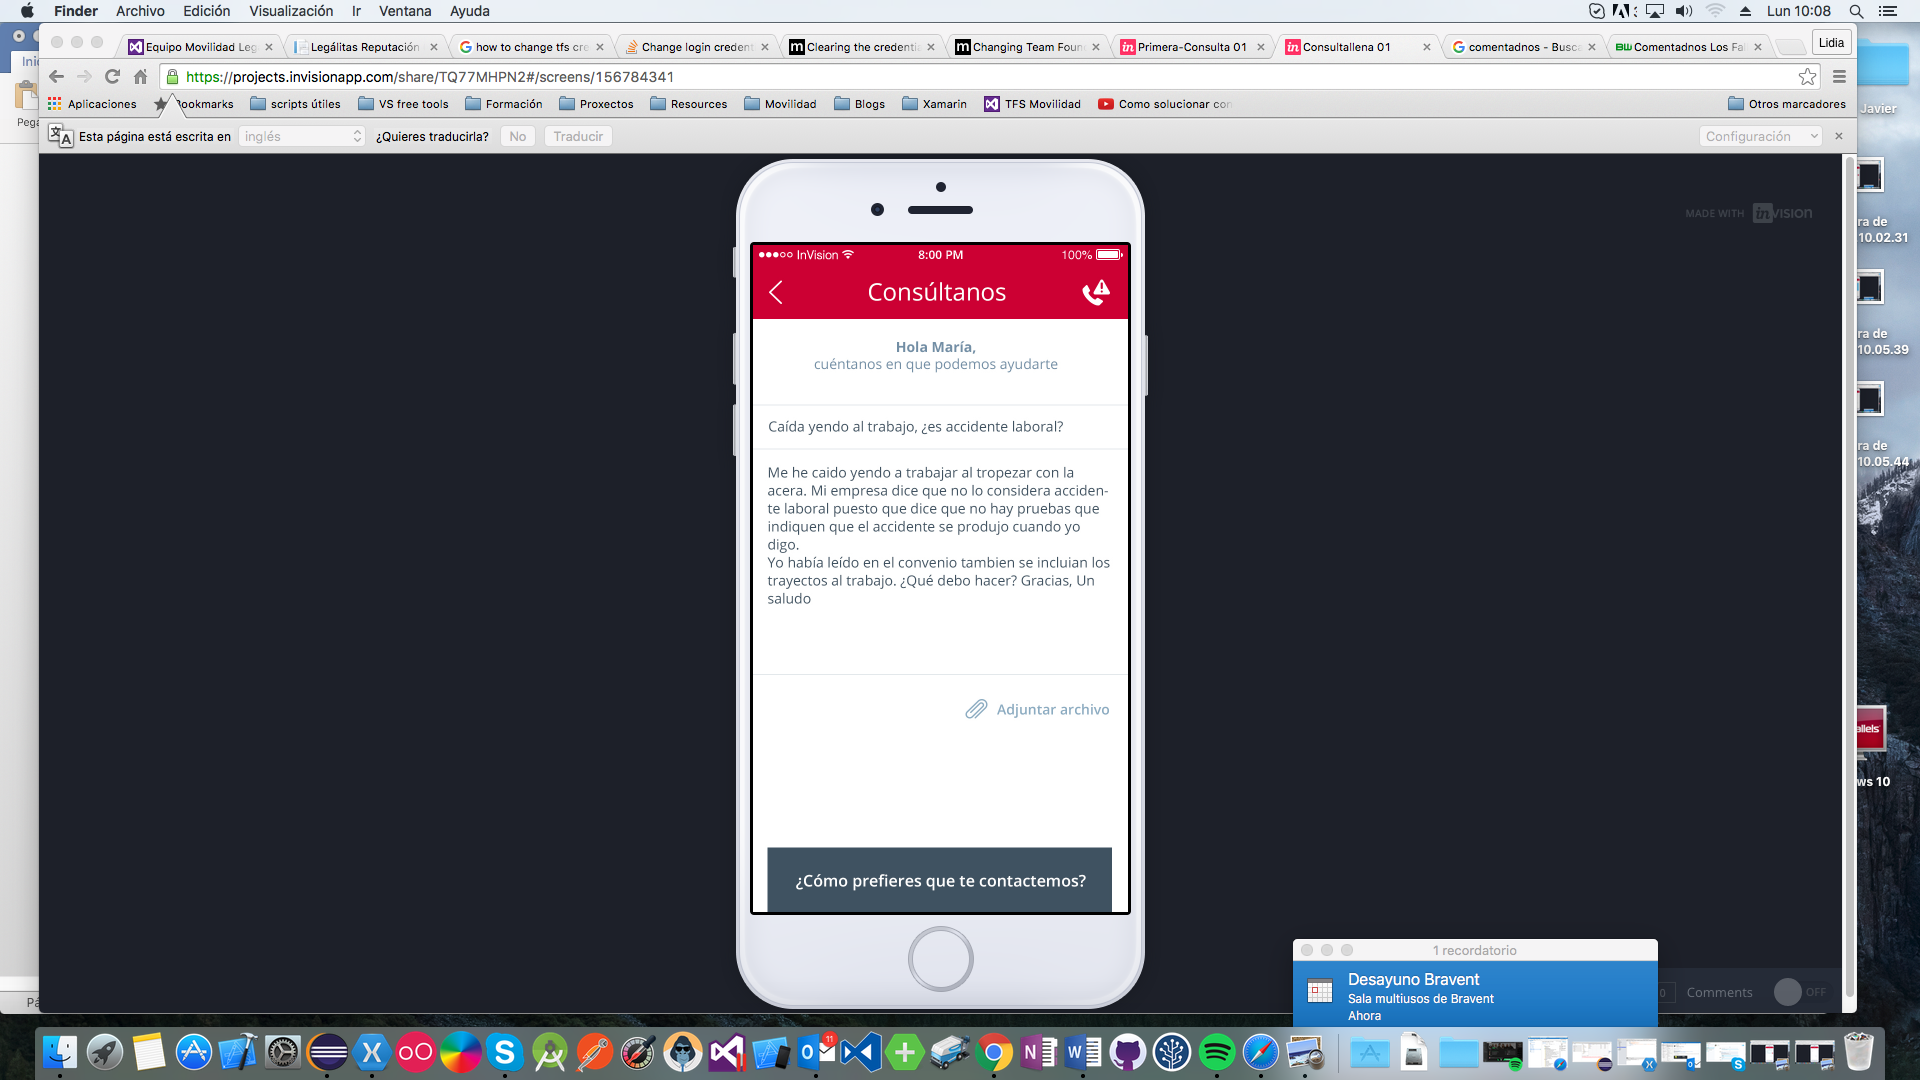 Finder Archivo Edición Visualización Ir Ventana Ayuda
Lun 10:08
Equipo Movilidad Leg
Legálitas Reputación
how to change tfs cre
Change login credent
Clearing the credentia
Changing Team Foun
Primera-Consulta 01
Consultallena 01
comentadnos - Busca
Comentadnos Los Fal
Lidia
https://projects.invisionapp.com/share/TQ77MHPN2#/screens/156784341
Aplicaciones
Bookmarks
scripts útiles
VS free tools
Formación
Proxectos
Resources
Movilidad
Blogs
Xamarin
TFS Movilidad
Como solucionar con
Otros marcadores
Pega
Esta página está escrita en inglés ¿Quieres traducirla? No Traducir Configuración
Javier
MADE WITH invision
ra de
10.02.31
ra de
10.05.39
ra de
10.05.44
ws 10
InVision 8:00 PM 100%
Consúltanos
Hola María,
cuéntanos en que podemos ayudarte
Caída yendo al trabajo, ¿es accidente laboral?
Me he caido yendo a trabajar al tropezar con la
acera. Mi empresa dice que no lo considera acciden-
te laboral puesto que dice que no hay pruebas que
indiquen que el accidente se produjo cuando yo
digo.
Yo había leído en el convenio tambien se incluian los
trayectos al trabajo. ¿Qué debo hacer? Gracias, Un
saludo
Adjuntar archivo
¿Cómo prefieres que te contactemos?
1 recordatorio
Desayuno Bravent
Sala multiusos de Bravent
Ahora
0 Comments OFF
11